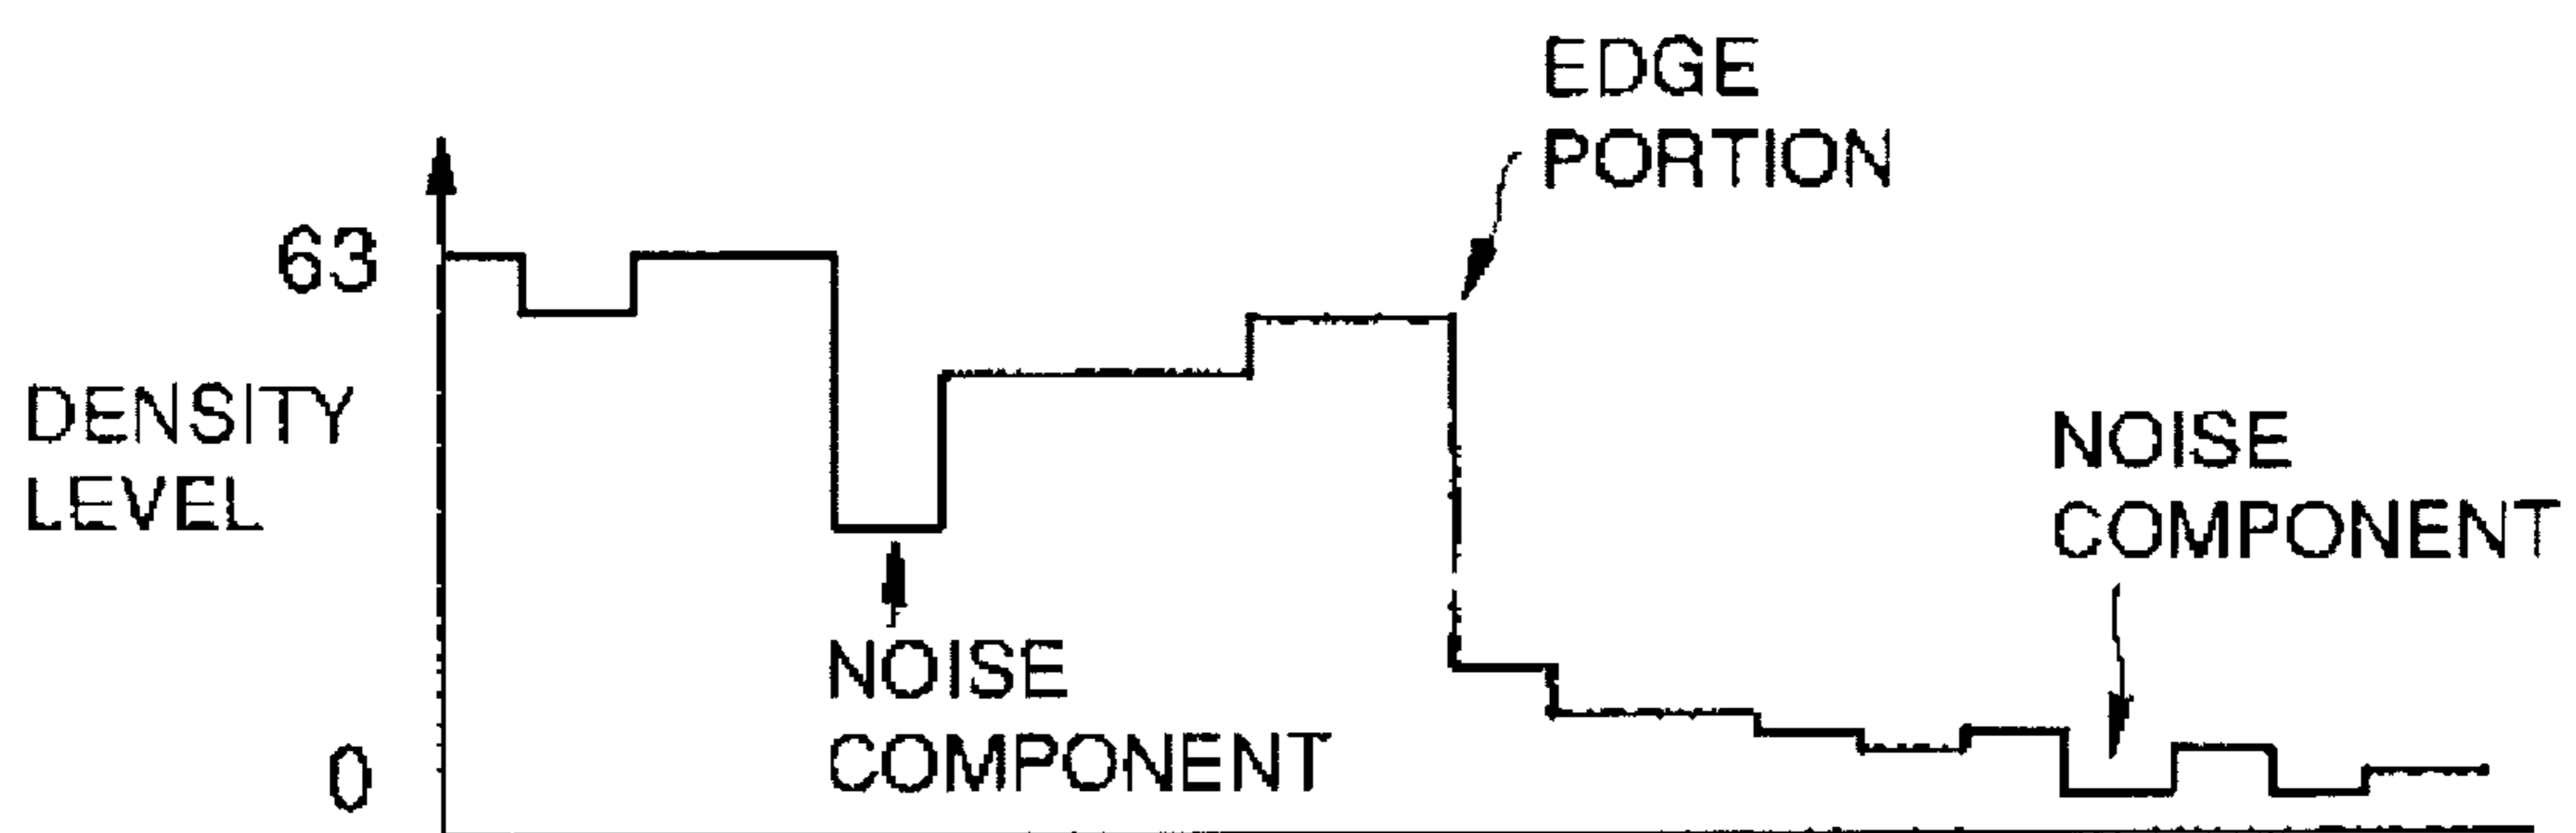 EDGE
PORTION
63
DENSITY
LEVEL
NOISE
COMPONENT
NOISE
COMPONENT
0